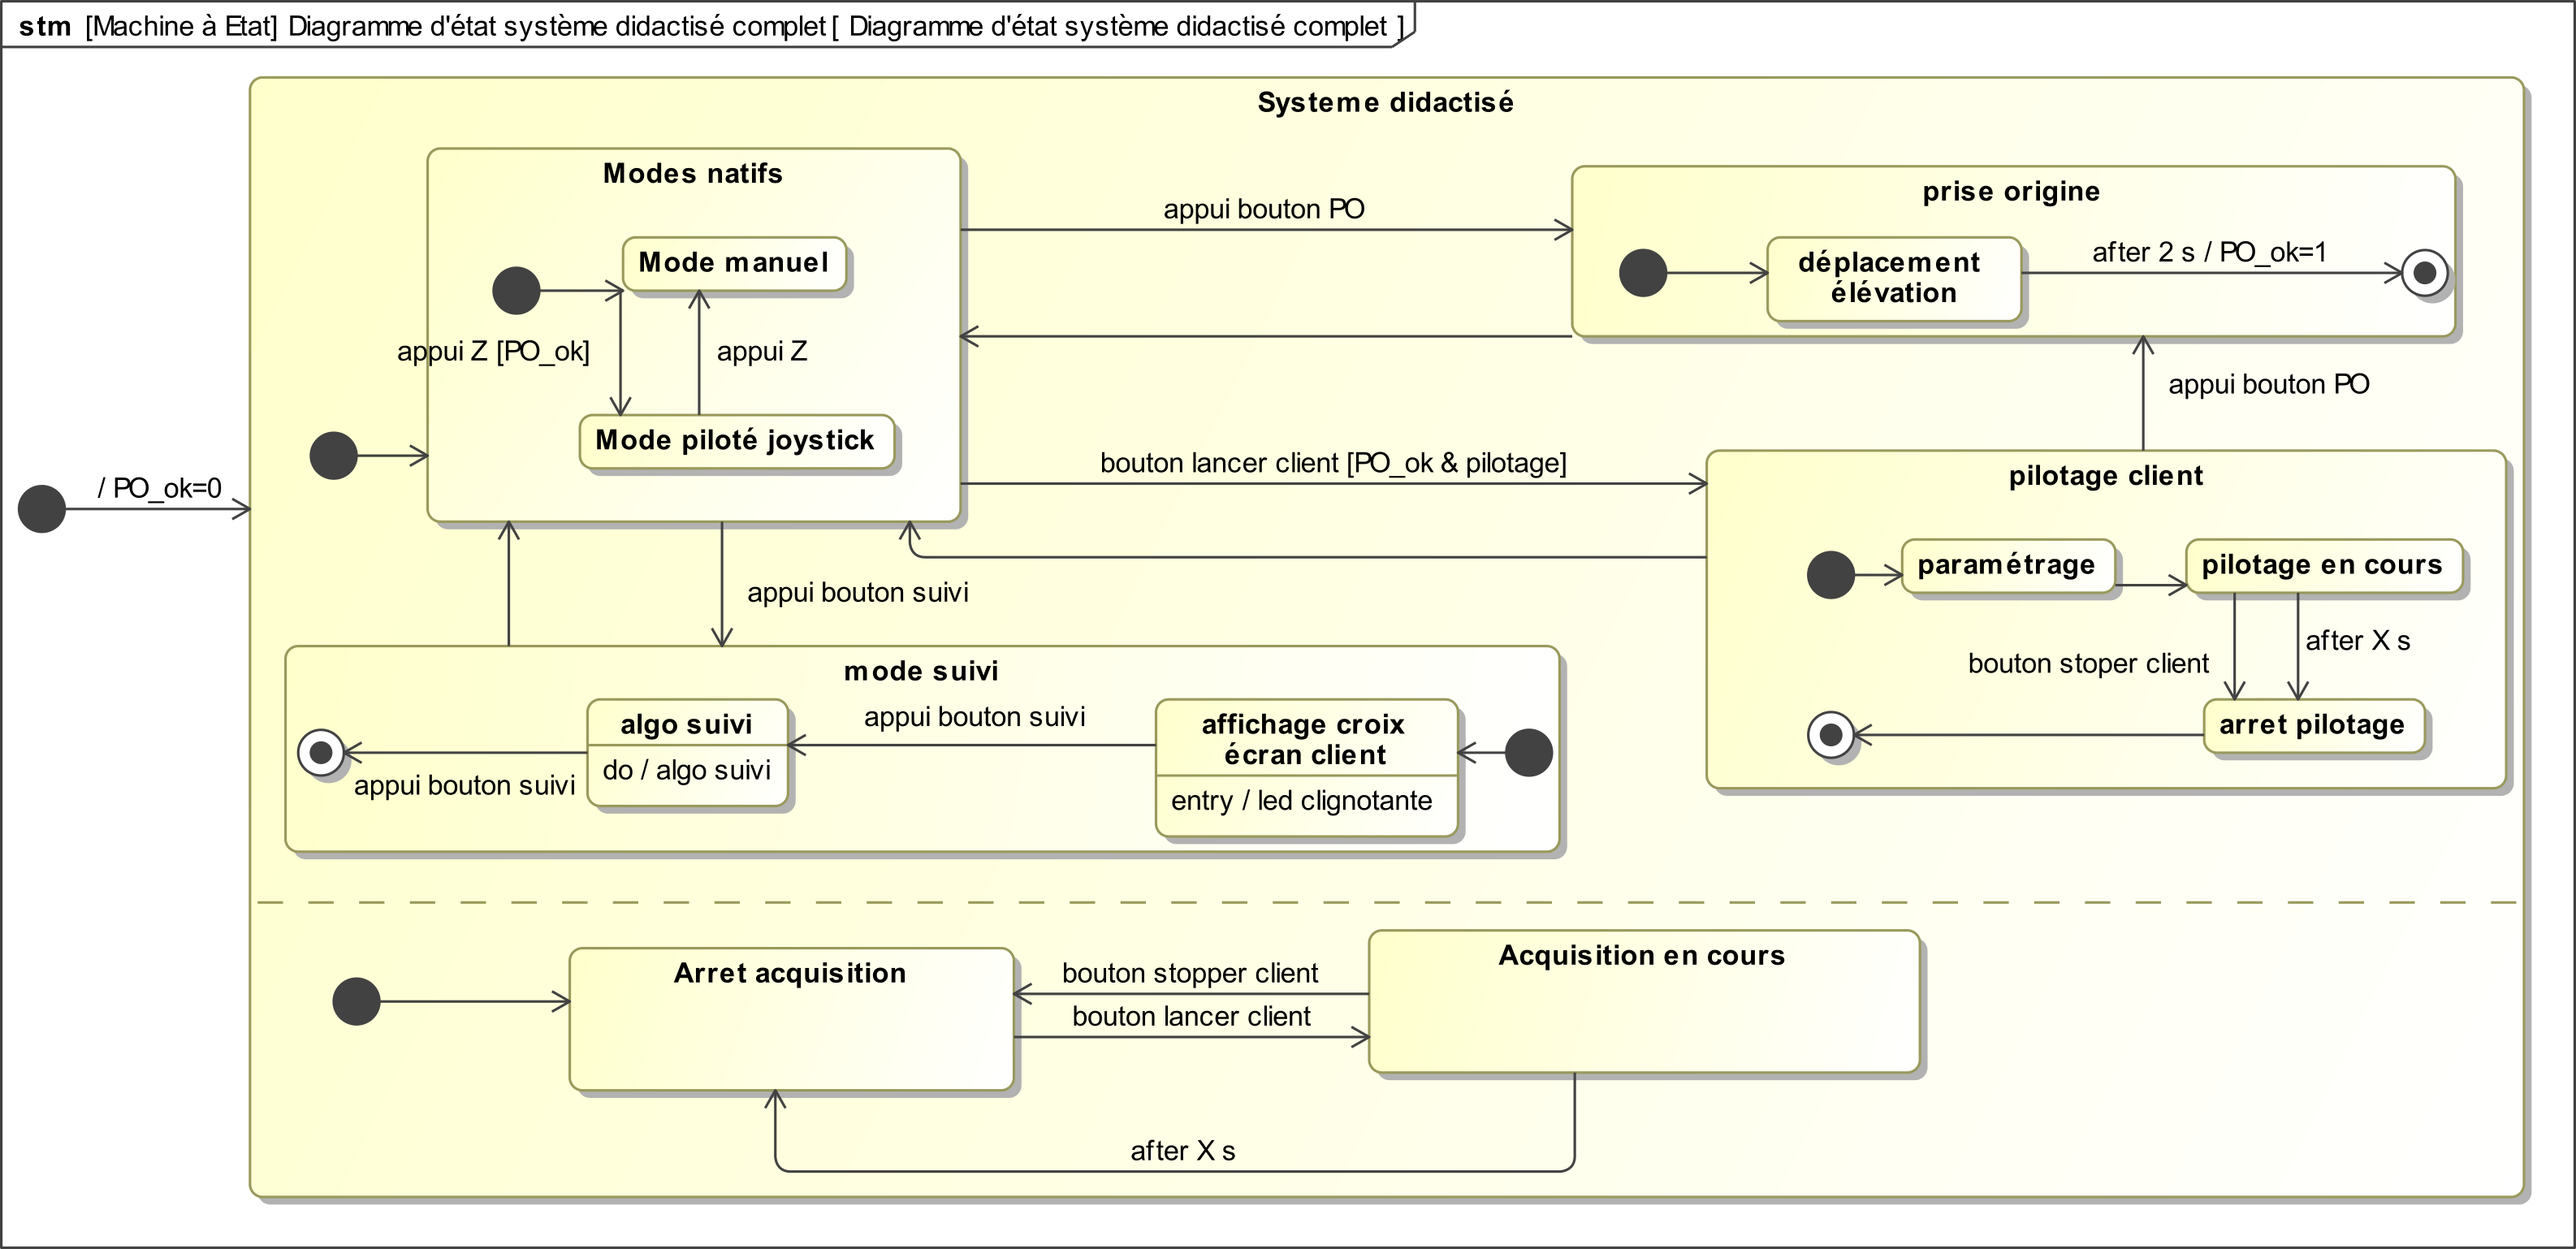 stm [Machine à Etat] Diagramme d'état système didactisé complet [ Diagramme d'état système didactisé complet ]
Systeme didactisé
Modes natifs
Mode manuel
appui Z [PO_ok]
appui Z
Mode piloté joystick
/ PO_ok=0
appui bouton PO
prise origine
déplacement
élévation
after 2 s / PO_ok=1
appui bouton PO
bouton lancer client [PO_ok & pilotage]
pilotage client
paramétrage
pilotage en cours
bouton stoper client
after X s
arret pilotage
appui bouton suivi
mode suivi
algo suivi
do / algo suivi
appui bouton suivi
appui bouton suivi
affichage croix
écran client
entry / led clignotante
Arret acquisition
bouton stopper client
bouton lancer client
Acquisition en cours
after X s